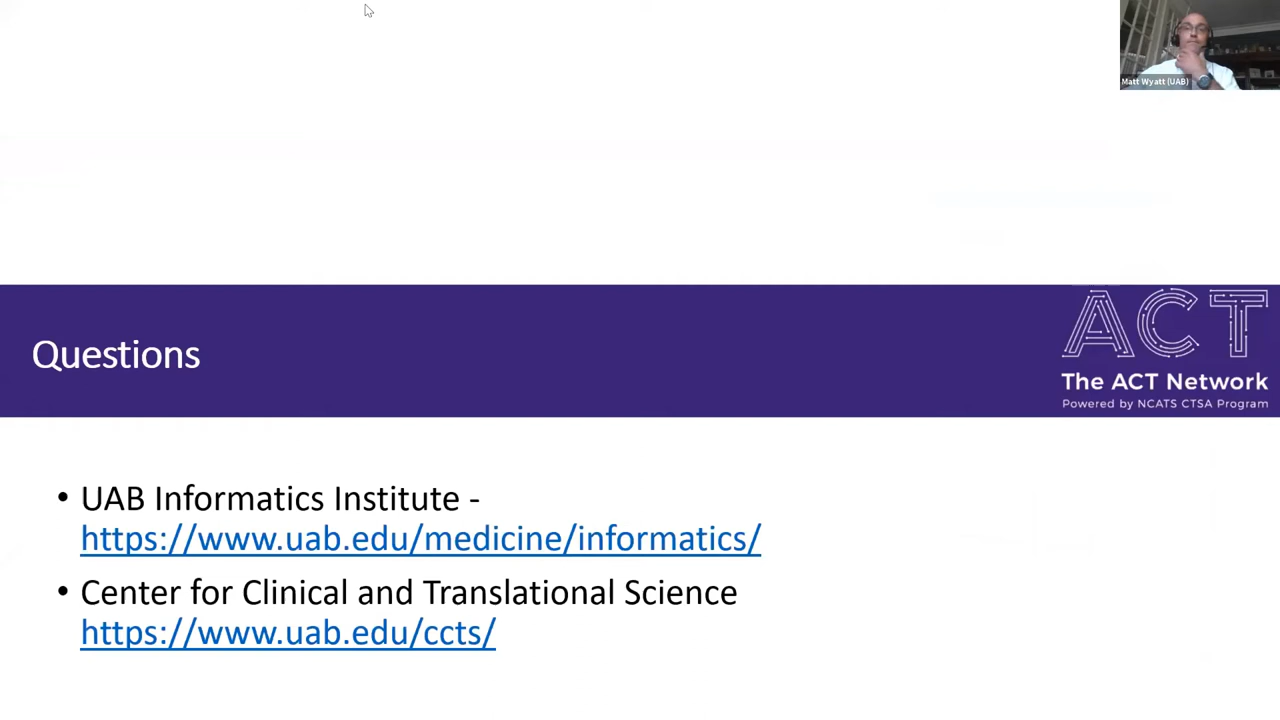 Matt Wyatt (UAB)
Questions
ACT
The ACT Network
Powered by NCATS CTSA Program
• UAB Informatics Institute -
https://www.uab.edu/medicine/informatics/
• Center for Clinical and Translational Science
https://www.uab.edu/ccts/